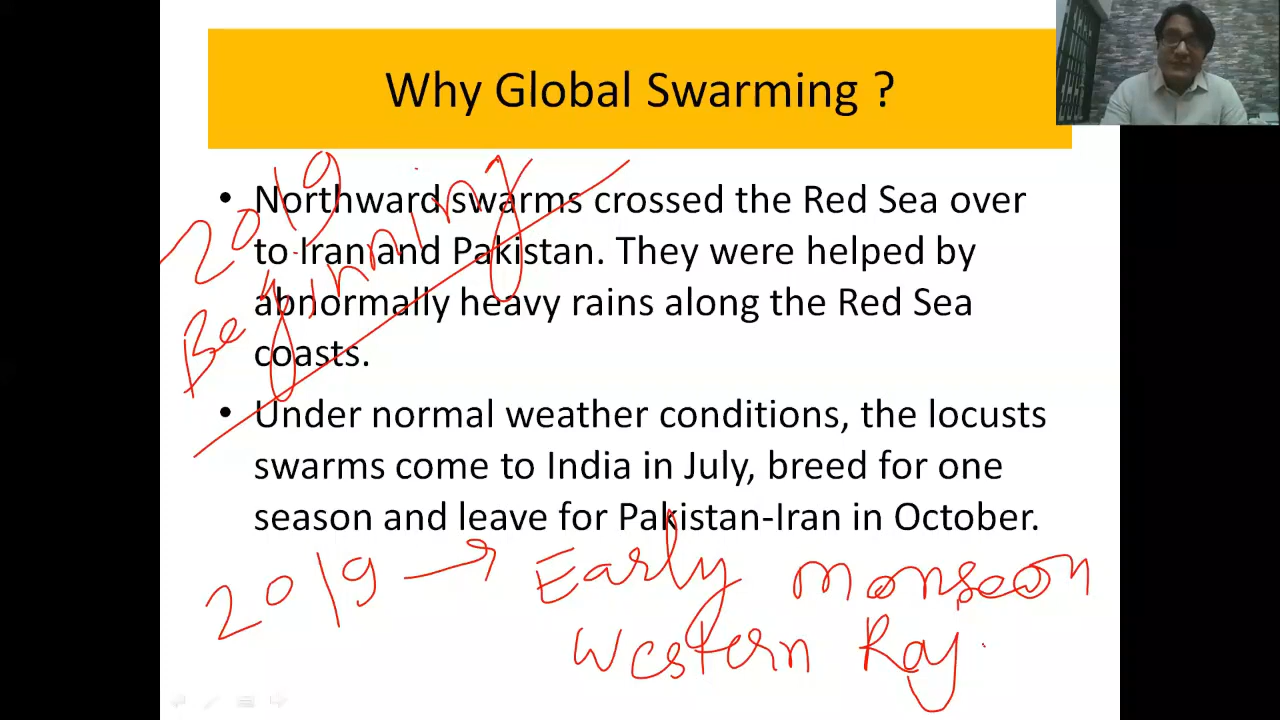 Why Global Swarming ?
• Northward swarms crossed the Red Sea over
to Iran and Pakistan. They were helped by
abnormally heavy rains along the Red Sea
coasts.
• Under normal weather conditions, the locusts
swarms come to India in July, breed for one
season and leave for Pakistan-Iran in October.
2019
Beginning
2019 → Early monsoon
Western Raj